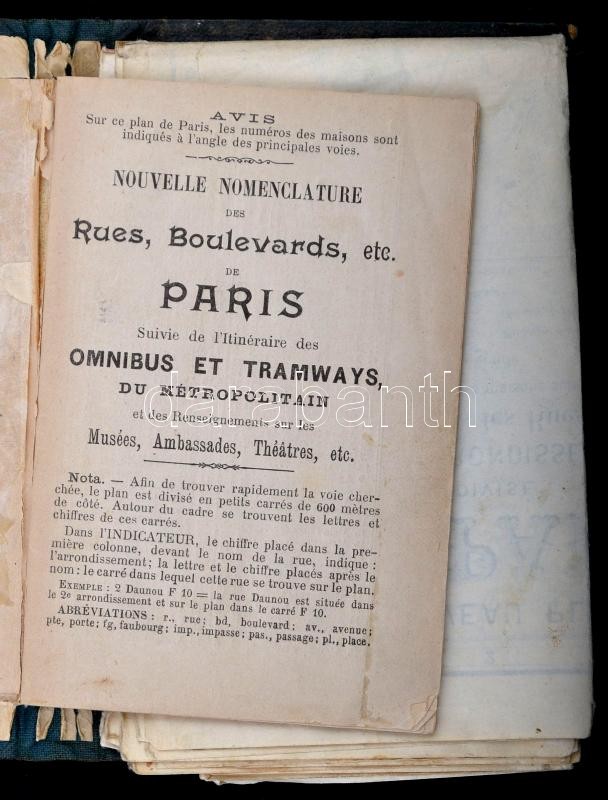 AVIS
Sur ce plan de Paris, les numéros des maisons sont
indiqués à l'angle des principales voies.
NOUVELLE NOMENCLATURE
DES
Rues, Boulevards, etc.
DE
PARIS
Suivie de l'Itinéraire des
OMNIBUS ET TRAMWAYS,
DU MÉTROPOLITAIN
et des Renseignements sur les
Musées, Ambassades, Théâtres, etc.
Nota. — Afin de trouver rapidement la voie cher-
chée, le plan est divisé en petits carrés de 600 mètres
de côté. Autour du cadre se trouvent les lettres et
chiffres de ces carrés.
Dans l'INDICATEUR, le chiffre placé dans la pre-
mière colonne, devant le nom de la rue, indique :
l'arrondissement ; la lettre et le chiffre placés après le
nom : le carré dans lequel cette rue se trouve sur le plan.
EXEMPLE : 2 Daunou F 10 = la rue Daunou est située dans
le 2e arrondissement et sur le plan dans le carré F 10.
ABRÉVIATIONS : r., rue ; bd, boulevard ; av., avenue ;
pte, porte ; fg, faubourg ; imp., impasse ; pas., passage ; pl., place.
darabanth